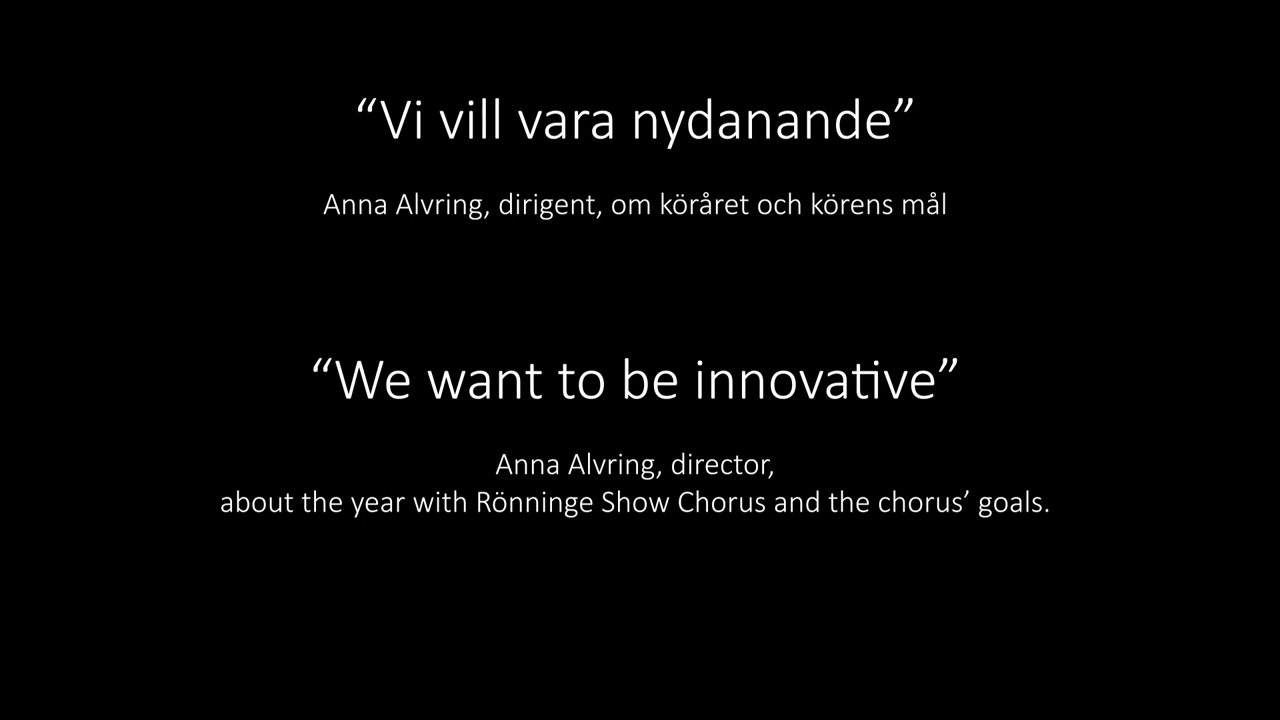 “Vi vill vara nydanande”
Anna Alvring, dirigent, om köråret och körens mål
“We want to be innovative”
Anna Alvring, director,
about the year with Rönninge Show Chorus and the chorus’ goals.